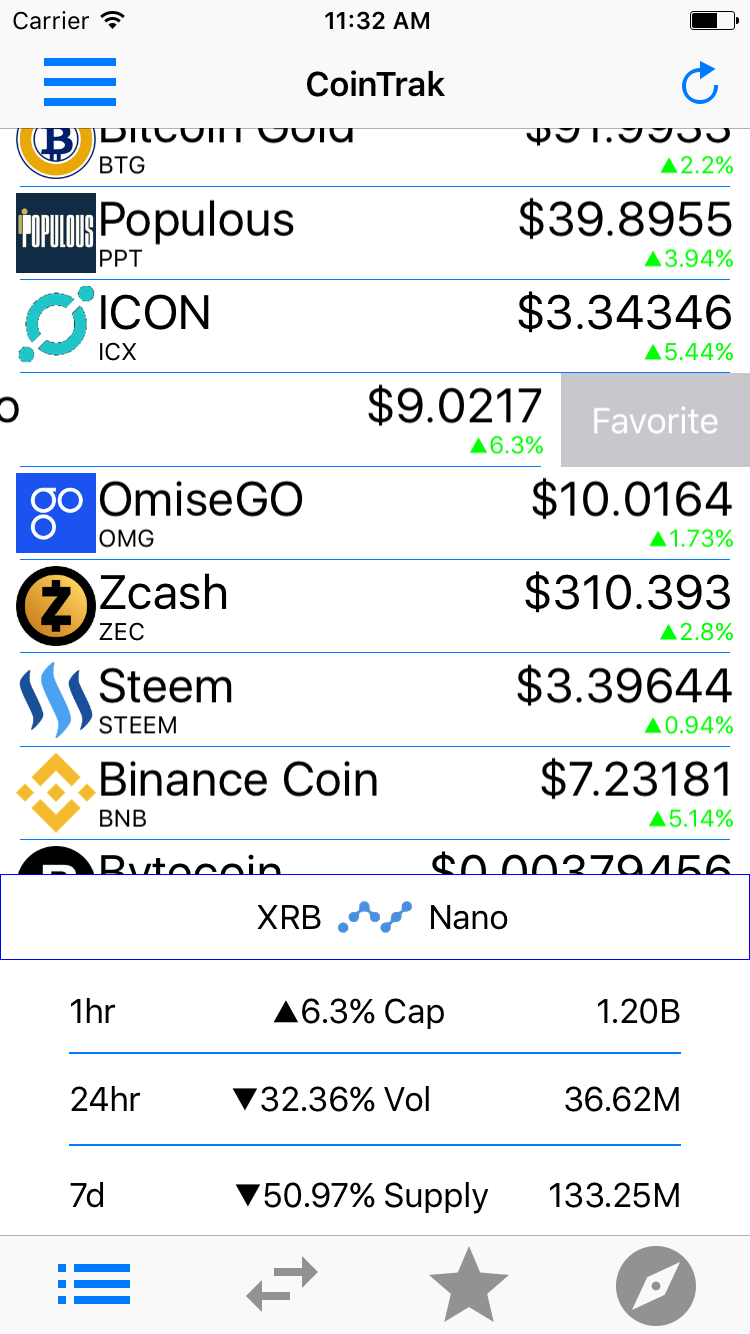 Carrier 11:32 AM
CoinTrak
Bitcoin Gold $91.9933
BTG ▲2.2%
POPULOUS Populous $39.8955
PPT ▲3.94%
ICON $3.34346
ICX ▲5.44%
o $9.0217 Favorite
▲6.3%
go OmiseGO $10.0164
OMG ▲1.73%
Zcash $310.393
ZEC ▲2.8%
Steem $3.39644
STEEM ▲0.94%
Binance Coin $7.23181
BNB ▲5.14%
Bytecoin $0.00379456
XRB Nano
1hr ▲6.3% Cap 1.20B
24hr ▼32.36% Vol 36.62M
7d ▼50.97% Supply 133.25M